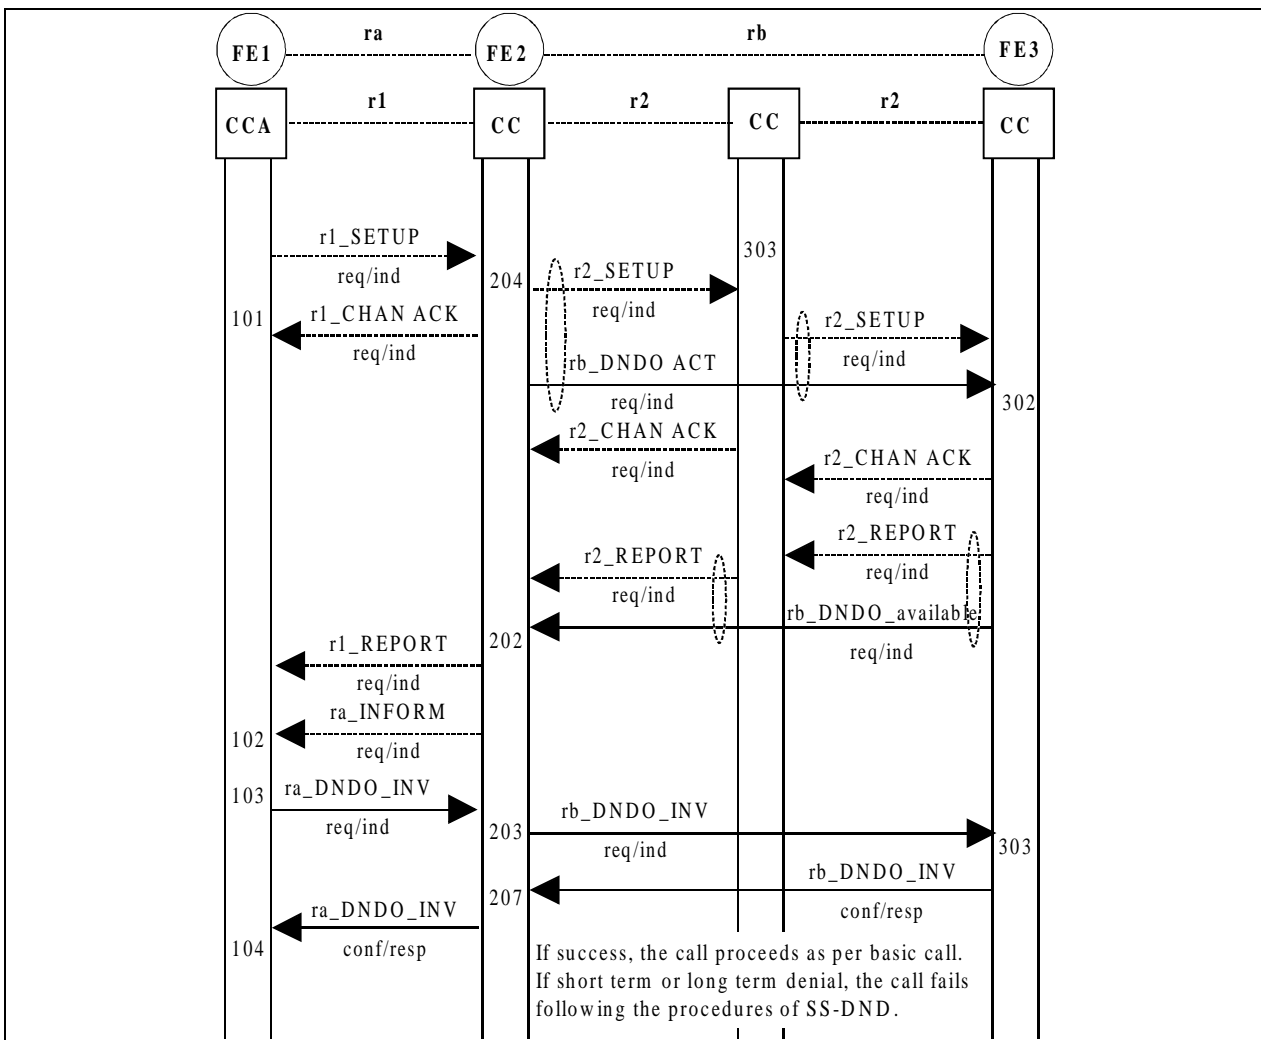 ra
rb
FE1
FE2
FE3
r1
r2
r2
CCA
CC
CC
CC
r1_SETUP
req/ind
303
204
r2_SETUP
req/ind
101
r1_CHAN ACK
req/ind
r2_SETUP
req/ind
rb_DNDO ACT
req/ind
302
r2_CHAN ACK
req/ind
r2_CHAN ACK
req/ind
r2_REPORT
req/ind
r2_REPORT
req/ind
rb_DNDO_available
req/ind
202
r1_REPORT
req/ind
ra_INFORM
req/ind
102
103
ra_DNDO_INV
req/ind
203
rb_DNDO_INV
req/ind
303
rb_DNDO_INV
conf/resp
207
ra_DNDO_INV
conf/resp
104
If success, the call proceeds as per basic call.
If short term or long term denial, the call fails
following the procedures of SS-DND.